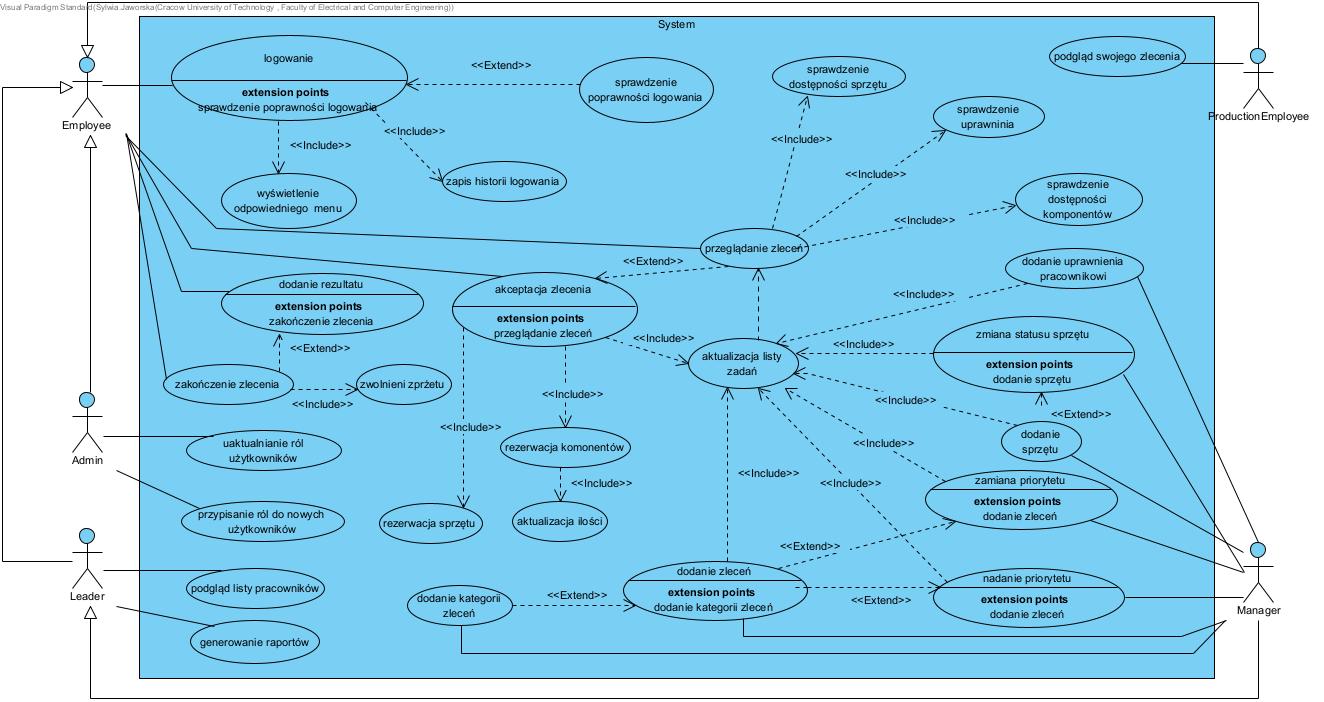 Visual Paradigm Standard(Sylwia.Jaworska(Cracow University of Technology , Faculty of Electrical and Computer Engineering))
System
logowanie
extension points
sprawdzenie poprawności logowania
<<Extend>>
sprawdzenie
poprawności logowania
sprawdzenie
dostępności sprzętu
podgląd swojego zlecenia
Employee
ProductionEmployee
<<Include>>
<<Include>>
wyświetlenie
odpowiedniego menu
zapis historii logowania
<<Include>>
sprawdzenie
uprawninia
<<Include>>
sprawdzenie
dostępności
komponentów
<<Include>>
przeglądanie zleceń
<<Extend>>
dodanie uprawnienia
pracownikowi
<<Include>>
dodanie rezultatu
extension points
zakończenie zlecenia
akceptacja zlecenia
extension points
przeglądanie zleceń
<<Include>>
aktualizacja listy
zadań
<<Include>>
zmiana statusu sprzętu
extension points
dodanie sprzętu
<<Extend>>
zakończenie zlecenia
<<Include>>
zwolnieni zprżetu
<<Include>>
<<Include>>
<<Extend>>
dodanie
sprzętu
Admin
uaktualnianie ról
użytkowników
<<Include>>
rezerwacja komonentów
<<Include>>
<<Include>>
<<Include>>
<<Include>>
zamiana priorytetu
extension points
dodanie zleceń
przypisanie ról do nowych
użytkowników
rezerwacja sprzętu
aktualizacja ilości
<<Extend>>
Leader
podgląd listy pracowników
generowanie raportów
dodanie kategorii
zleceń
<<Extend>>
dodanie zleceń
extension points
dodanie kategorii zleceń
<<Extend>>
nadanie priorytetu
extension points
dodanie zleceń
Manager